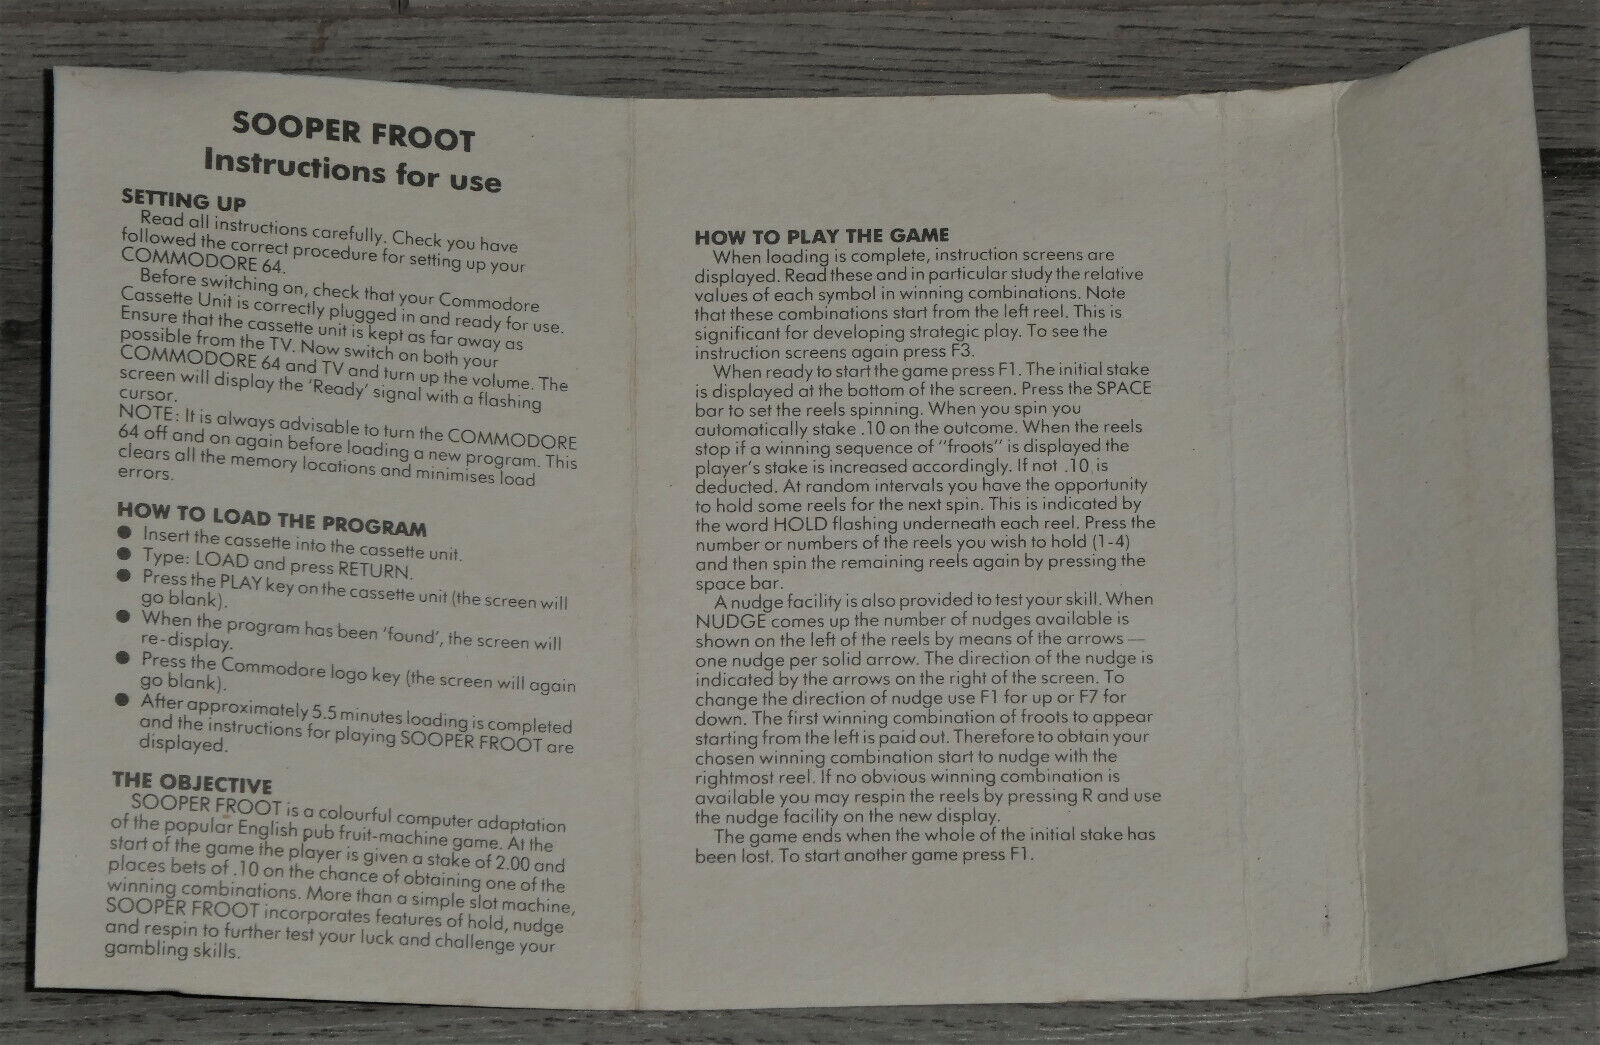 SOOPER FROOT
Instructions for use
SETTING UP
Read all instructions carefully. Check you have
followed the correct procedure for setting up your
COMMODORE 64.
Before switching on, check that your Commodore
Cassette Unit is correctly plugged in and ready for use.
Ensure that the cassette unit is kept as far away as
possible from the TV. Now switch on both your
COMMODORE 64 and TV and turn up the volume. The
screen will display the 'Ready' signal with a flashing
cursor.
NOTE: It is always advisable to turn the COMMODORE
64 off and on again before loading a new program. This
clears all the memory locations and minimises load
errors.
HOW TO LOAD THE PROGRAM
● Insert the cassette into the cassette unit.
● Type: LOAD and press RETURN.
● Press the PLAY key on the cassette unit (the screen will
go blank).
● When the program has been 'found', the screen will
re-display.
● Press the Commodore logo key (the screen will again
go blank).
● After approximately 5.5 minutes loading is completed
and the instructions for playing SOOPER FROOT are
displayed.
THE OBJECTIVE
SOOPER FROOT is a colourful computer adaptation
of the popular English pub fruit-machine game. At the
start of the game the player is given a stake of 2.00 and
places bets of .10 on the chance of obtaining one of the
winning combinations. More than a simple slot machine,
SOOPER FROOT incorporates features of hold, nudge
and respin to further test your luck and challenge your
gambling skills.
HOW TO PLAY THE GAME
When loading is complete, instruction screens are
displayed. Read these and in particular study the relative
values of each symbol in winning combinations. Note
that these combinations start from the left reel. This is
significant for developing strategic play. To see the
instruction screens again press F3.
When ready to start the game press F1. The initial stake
is displayed at the bottom of the screen. Press the SPACE
bar to set the reels spinning. When you spin you
automatically stake .10 on the outcome. When the reels
stop if a winning sequence of "froots" is displayed the
player's stake is increased accordingly. If not .10 is
deducted. At random intervals you have the opportunity
to hold some reels for the next spin. This is indicated by
the word HOLD flashing underneath each reel. Press the
number or numbers of the reels you wish to hold (1-4)
and then spin the remaining reels again by pressing the
space bar.
A nudge facility is also provided to test your skill. When
NUDGE comes up the number of nudges available is
shown on the left of the reels by means of the arrows —
one nudge per solid arrow. The direction of the nudge is
indicated by the arrows on the right of the screen. To
change the direction of nudge use F1 for up or F7 for
down. The first winning combination of froots to appear
starting from the left is paid out. Therefore to obtain your
chosen winning combination start to nudge with the
rightmost reel. If no obvious winning combination is
available you may respin the reels by pressing R and use
the nudge facility on the new display.
The game ends when the whole of the initial stake has
been lost. To start another game press F1.